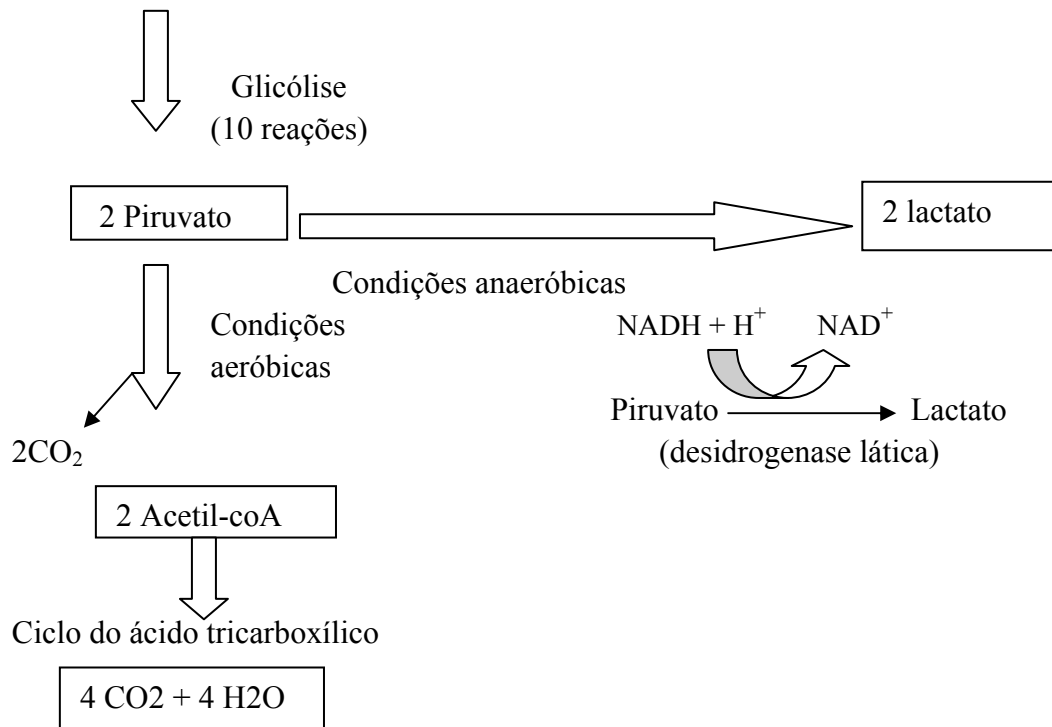 Glicólise
(10 reações)
2 Piruvato
2 lactato
Condições anaeróbicas
Condições
aeróbicas
NADH + H⁺ NAD⁺
Piruvato Lactato
(desidrogenase lática)
2CO₂
2 Acetil-coA
Ciclo do ácido tricarboxílico
4 CO2 + 4 H2O